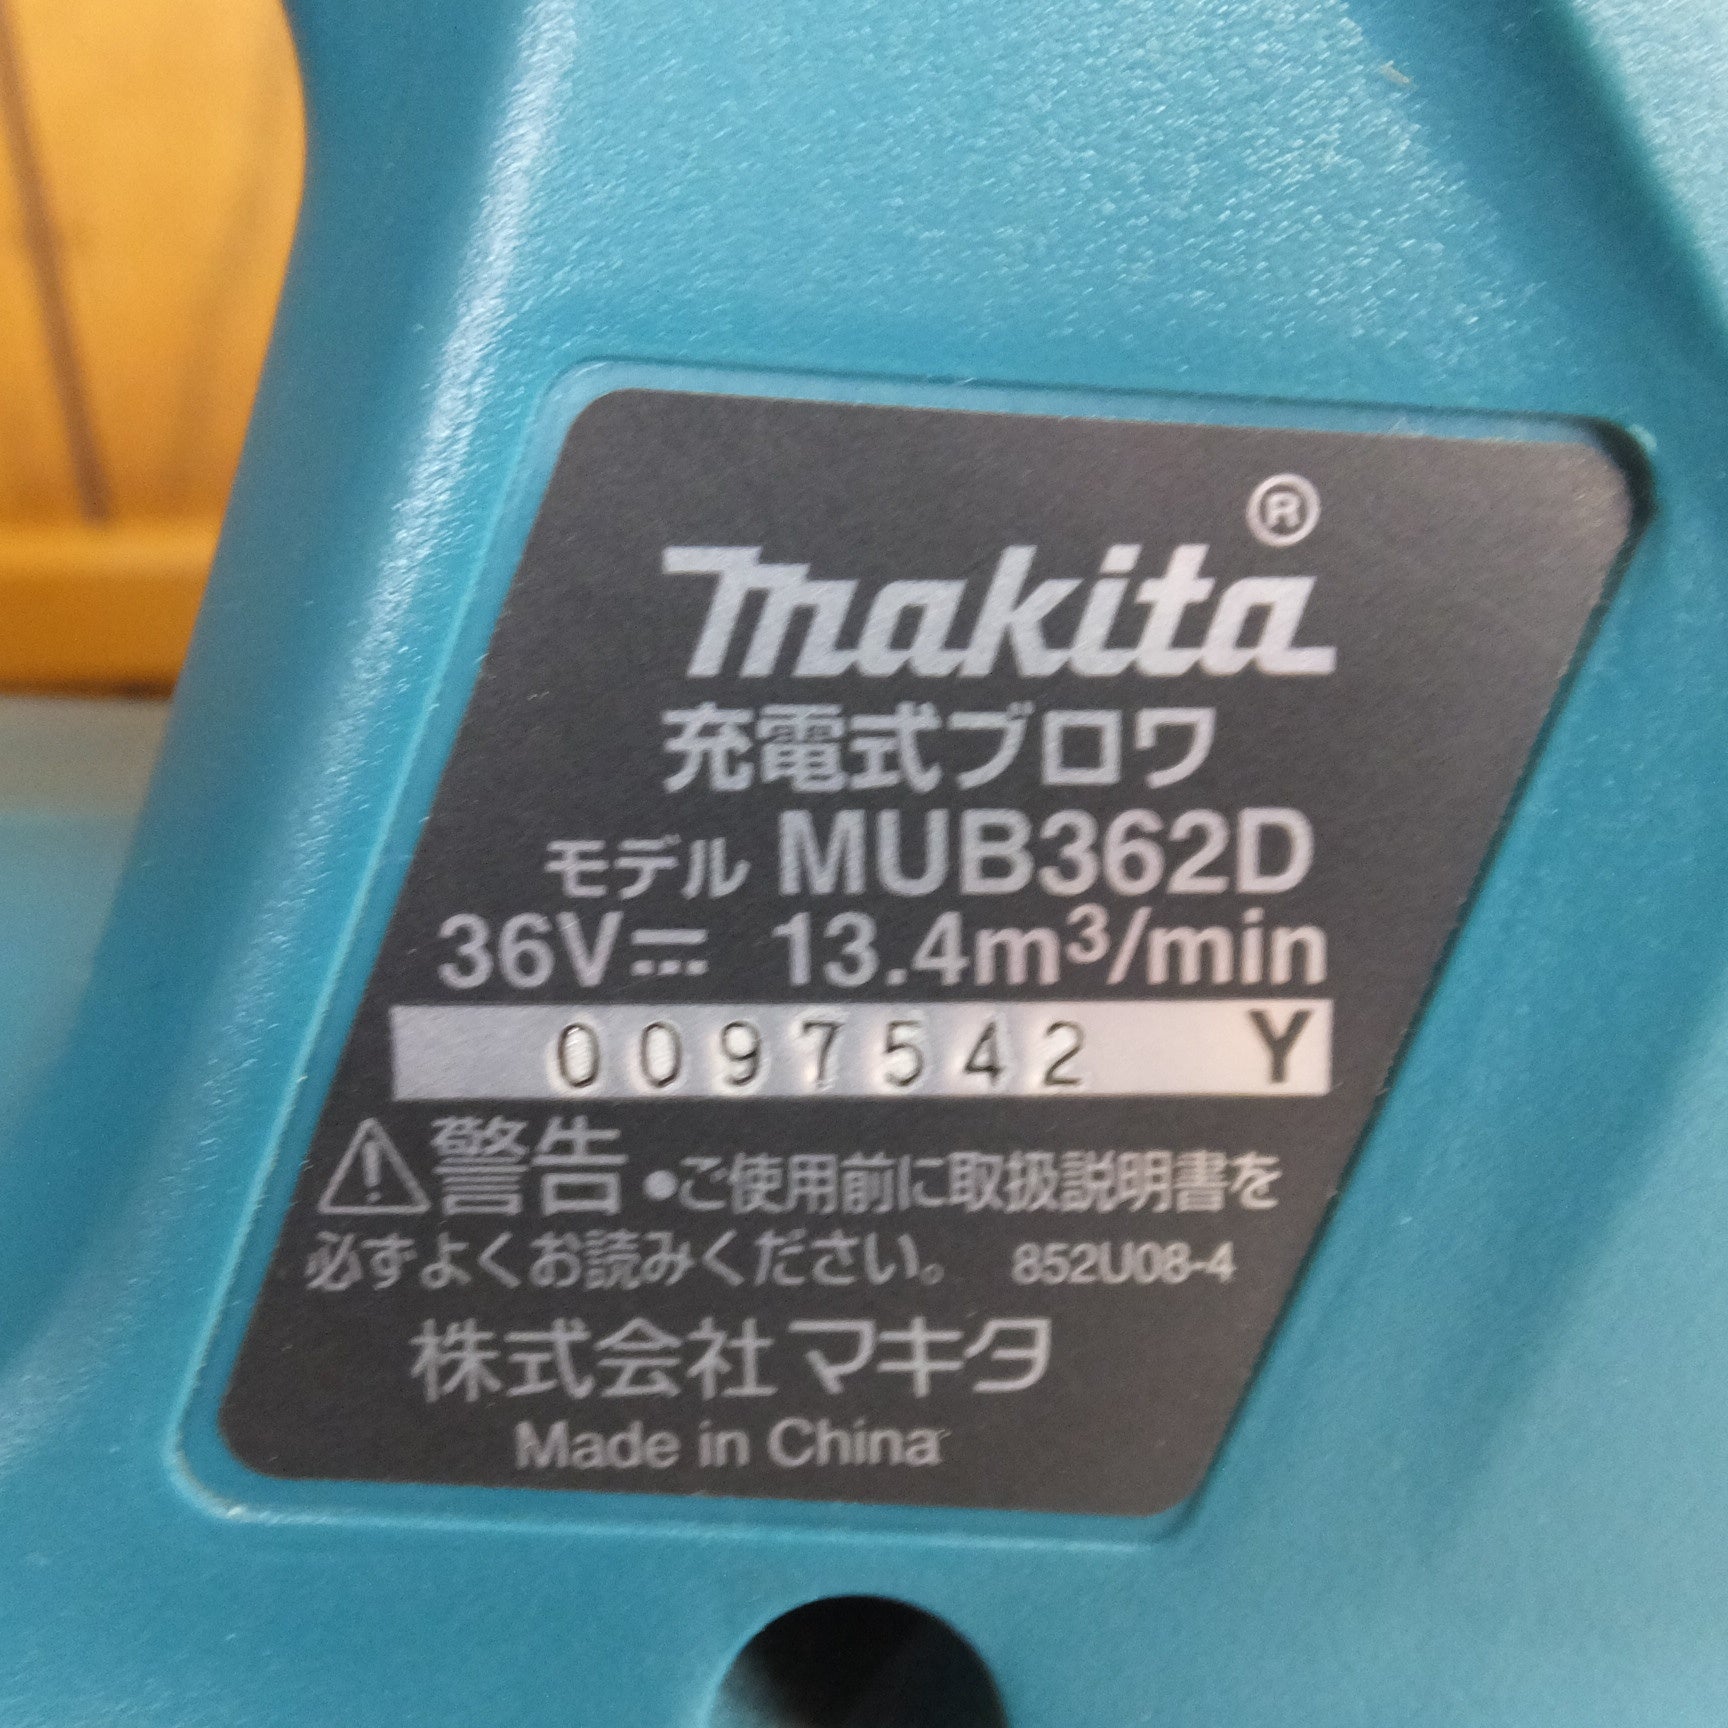 makita®
充電式ブロワ
モデル MUB362D
36V⎓ 13.4m³/min
0097542 Y
⚠警告 ●ご使用前に取扱説明書を
必ずよくお読みください。 852U08-4
株式会社マキタ
Made in China